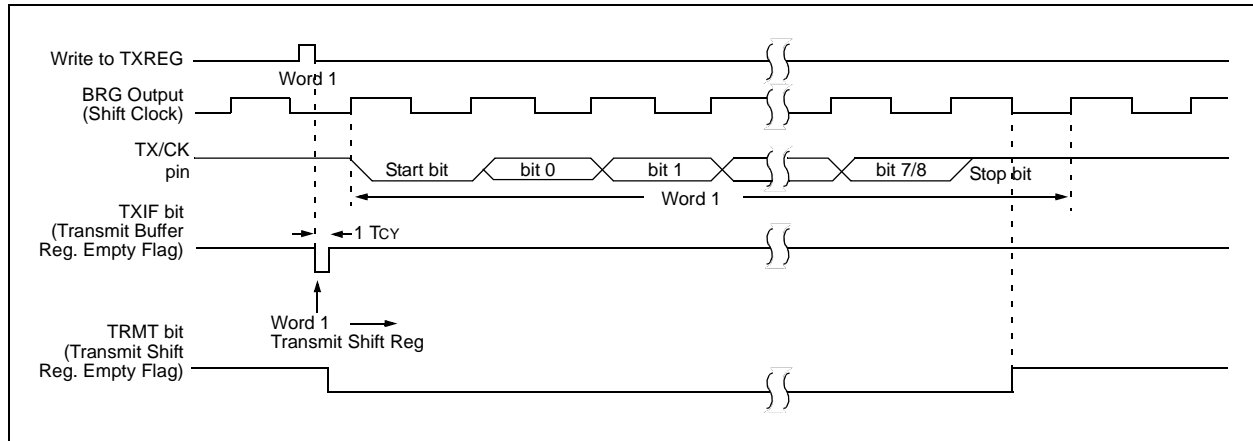 Write to TXREG
Word 1
BRG Output
(Shift Clock)
TX/CK
pin
Start bit
bit 0
bit 1
bit 7/8
Stop bit
Word 1
TXIF bit
(Transmit Buffer
Reg. Empty Flag)
1 TCY
Word 1
Transmit Shift Reg
TRMT bit
(Transmit Shift
Reg. Empty Flag)